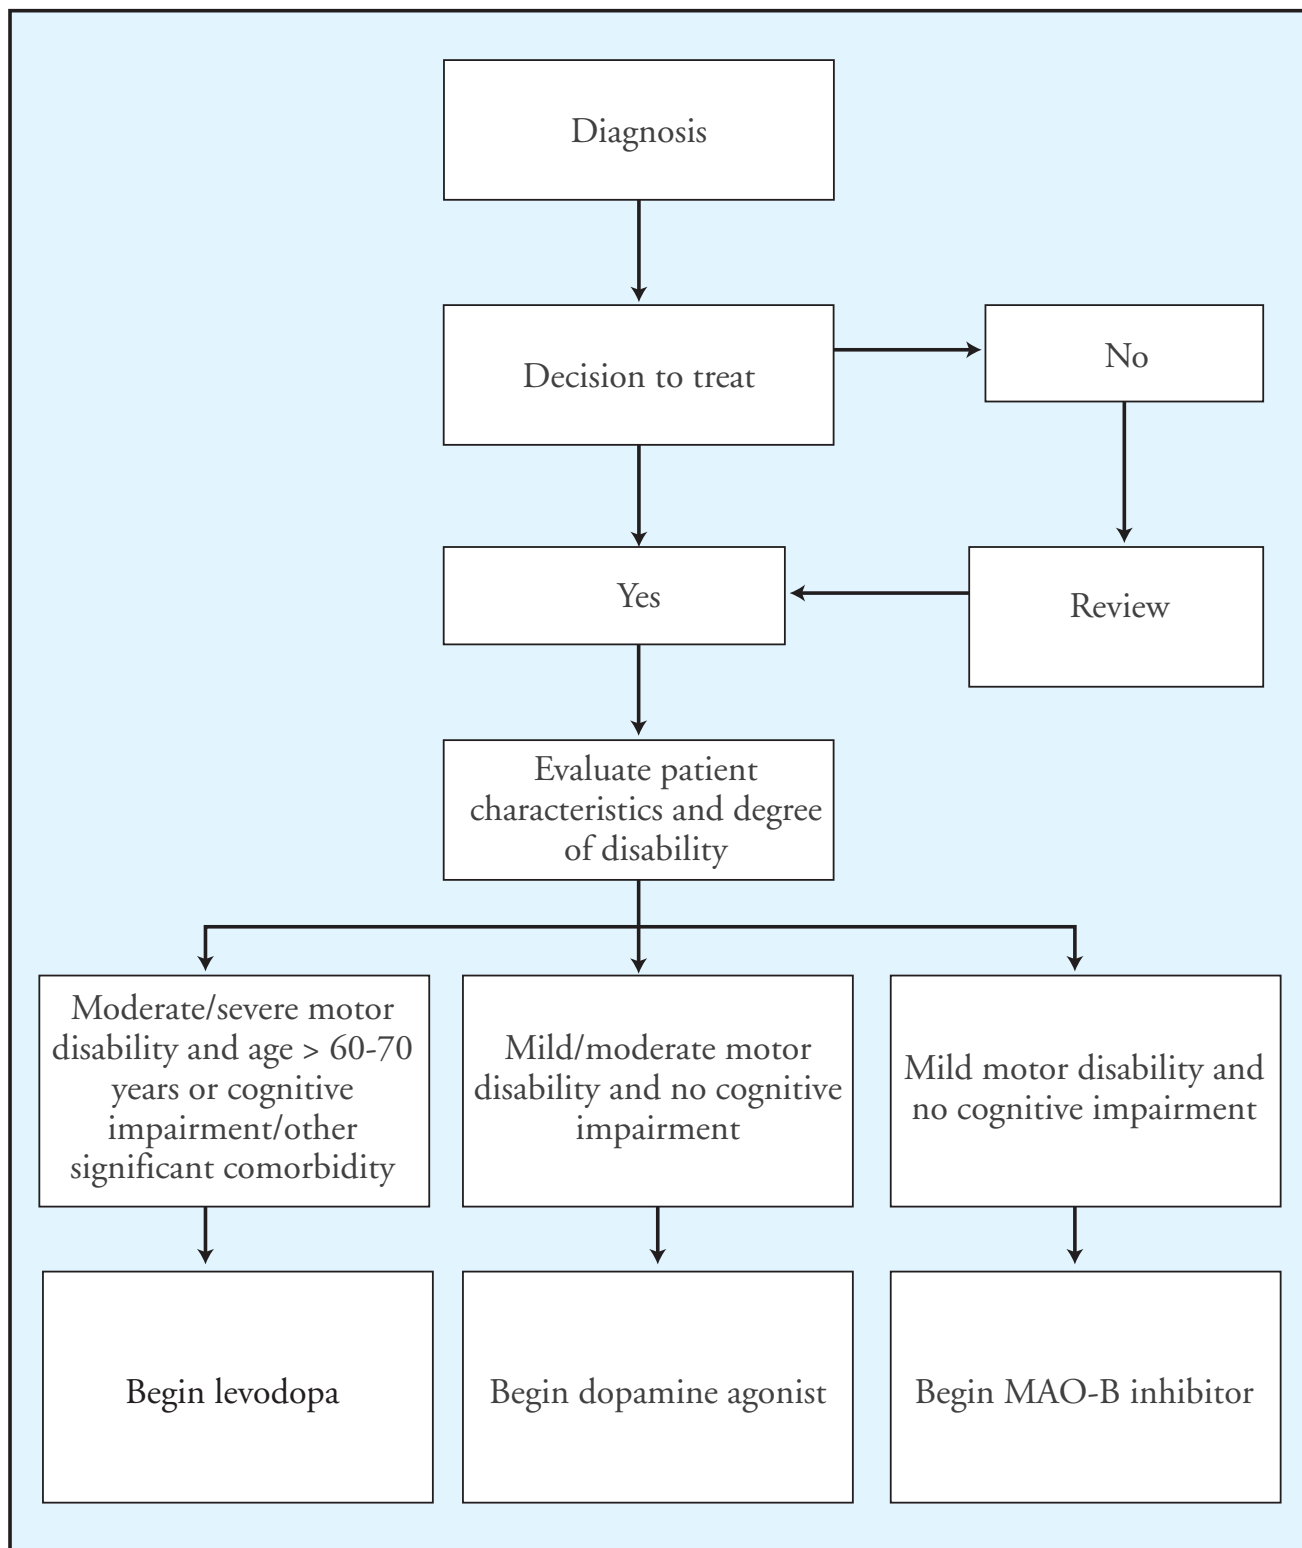 Diagnosis
Decision to treat
No
Yes
Review
Evaluate patient
characteristics and degree
of disability
Moderate/severe motor
disability and age > 60-70
years or cognitive
impairment/other
significant comorbidity
Mild/moderate motor
disability and no cognitive
impairment
Mild motor disability and
no cognitive impairment
Begin levodopa
Begin dopamine agonist
Begin MAO-B inhibitor